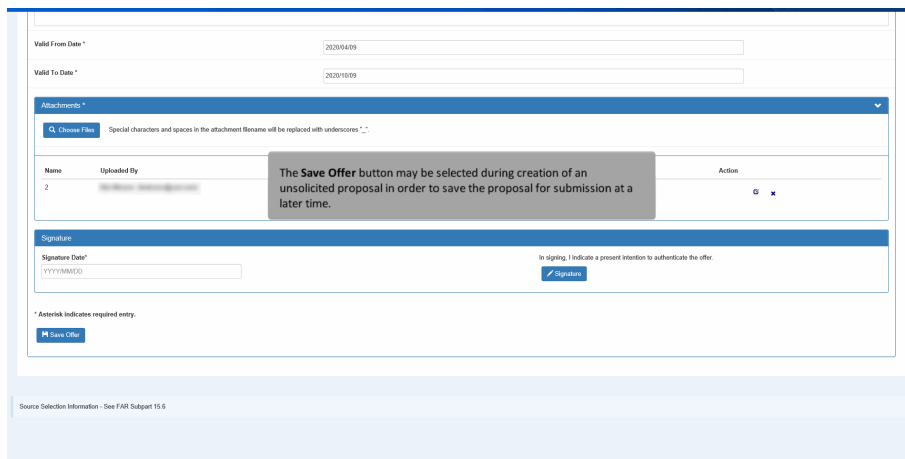 Valid From Date *
2020/04/09
Valid To Date *
2020/10/09
Attachments *
Choose Files Special characters and spaces in the attachment filename will be replaced with underscores "_".
Name Uploaded By Action
2
The Save Offer button may be selected during creation of an
unsolicited proposal in order to save the proposal for submission at a
later time.
Signature
Signature Date* In signing, I indicate a present intention to authenticate the offer.
YYYY/MM/DD Signature
* Asterisk indicates required entry.
Save Offer
Source Selection Information - See FAR Subpart 15.6